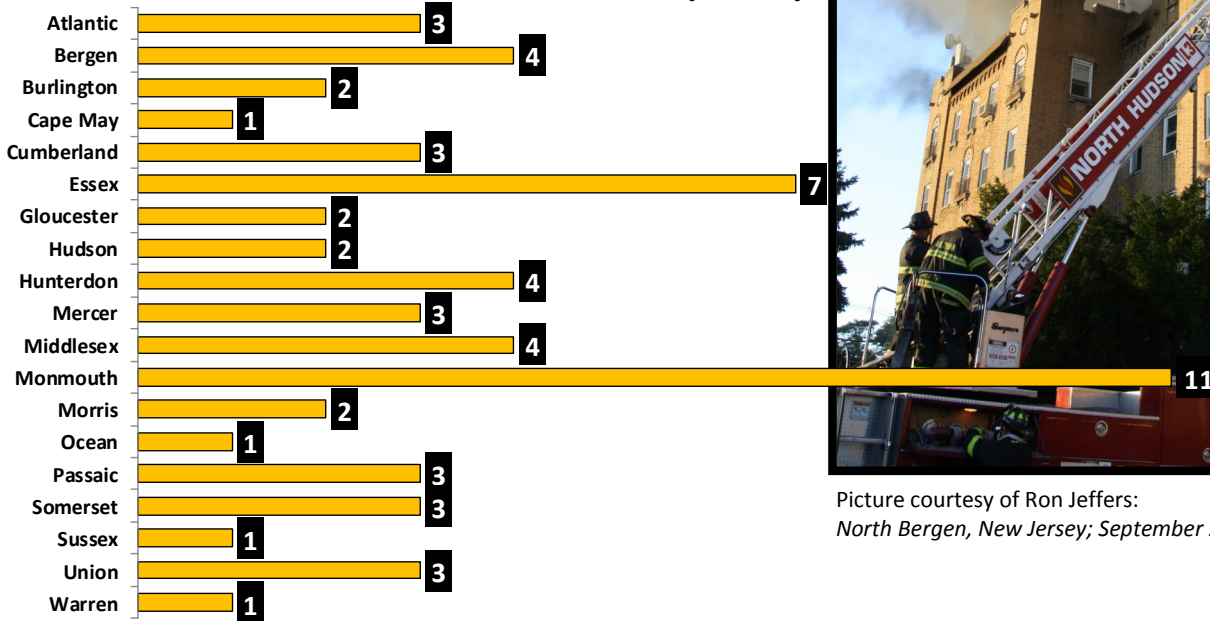 Atlantic 3
Bergen 4
Burlington 2
Cape May 1
Cumberland 3
Essex 7
Gloucester 2
Hudson 2
Hunterdon 4
Mercer 3
Middlesex 4
Monmouth 11
Morris 2
Ocean 1
Passaic 3
Somerset 3
Sussex 1
Union 3
Warren 1
NORTH HUDSON L3
Picture courtesy of Ron Jeffers:
North Bergen, New Jersey; September